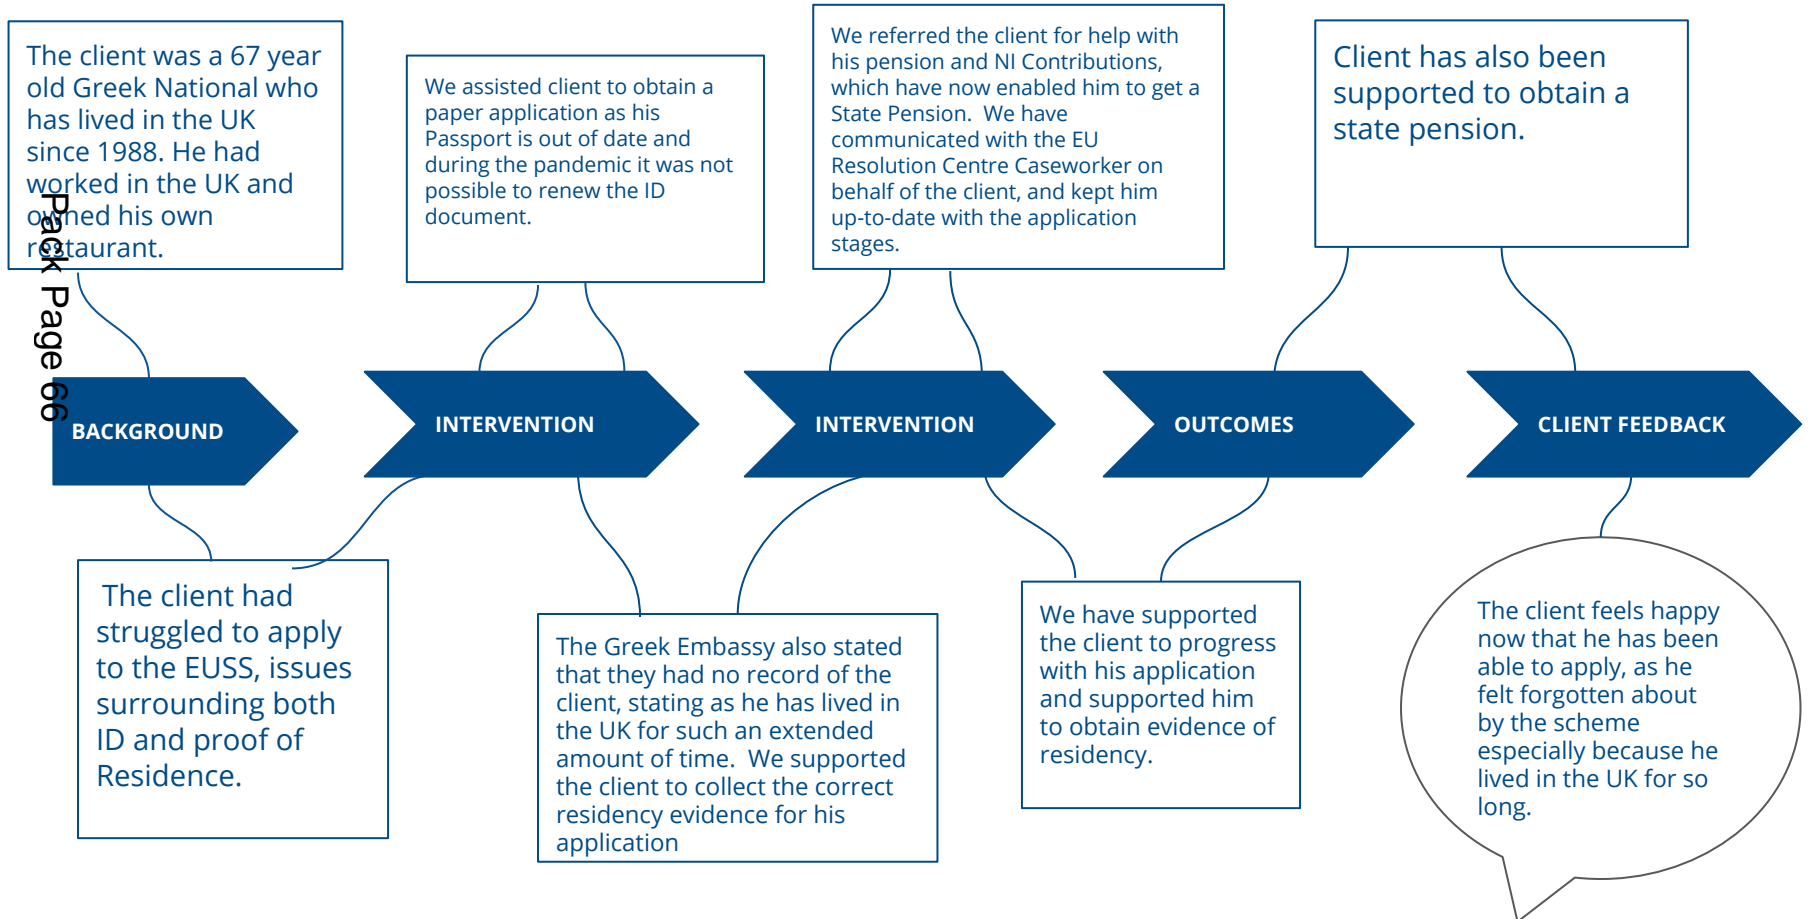 The client was a 67 year
old Greek National who
has lived in the UK
since 1988. He had
worked in the UK and
owned his own
restaurant.
Pack Page 66
BACKGROUND
The client had
struggled to apply
to the EUSS, issues
surrounding both
ID and proof of
Residence.
We assisted client to obtain a
paper application as his
Passport is out of date and
during the pandemic it was not
possible to renew the ID
document.
INTERVENTION
The Greek Embassy also stated
that they had no record of the
client, stating as he has lived in
the UK for such an extended
amount of time.  We supported
the client to collect the correct
residency evidence for his
application
We referred the client for help with
his pension and NI Contributions,
which have now enabled him to get a
State Pension.  We have
communicated with the EU
Resolution Centre Caseworker on
behalf of the client, and kept him
up-to-date with the application
stages.
INTERVENTION
We have supported
the client to progress
with his application
and supported him
to obtain evidence of
residency.
OUTCOMES
Client has also been
supported to obtain a
state pension.
CLIENT FEEDBACK
The client feels happy
now that he has been
able to apply, as he
felt forgotten about
by the scheme
especially because he
lived in the UK for so
long.